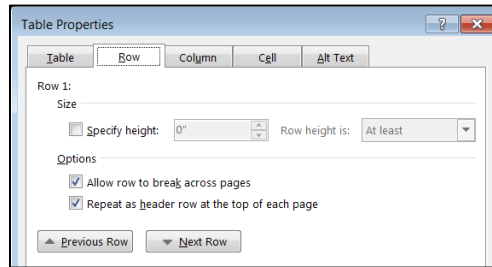 Table Properties
Table Row Column Cell Alt Text
Row 1:
Size
Specify height: 0" Row height is: At least
Options
Allow row to break across pages
Repeat as header row at the top of each page
Previous Row Next Row